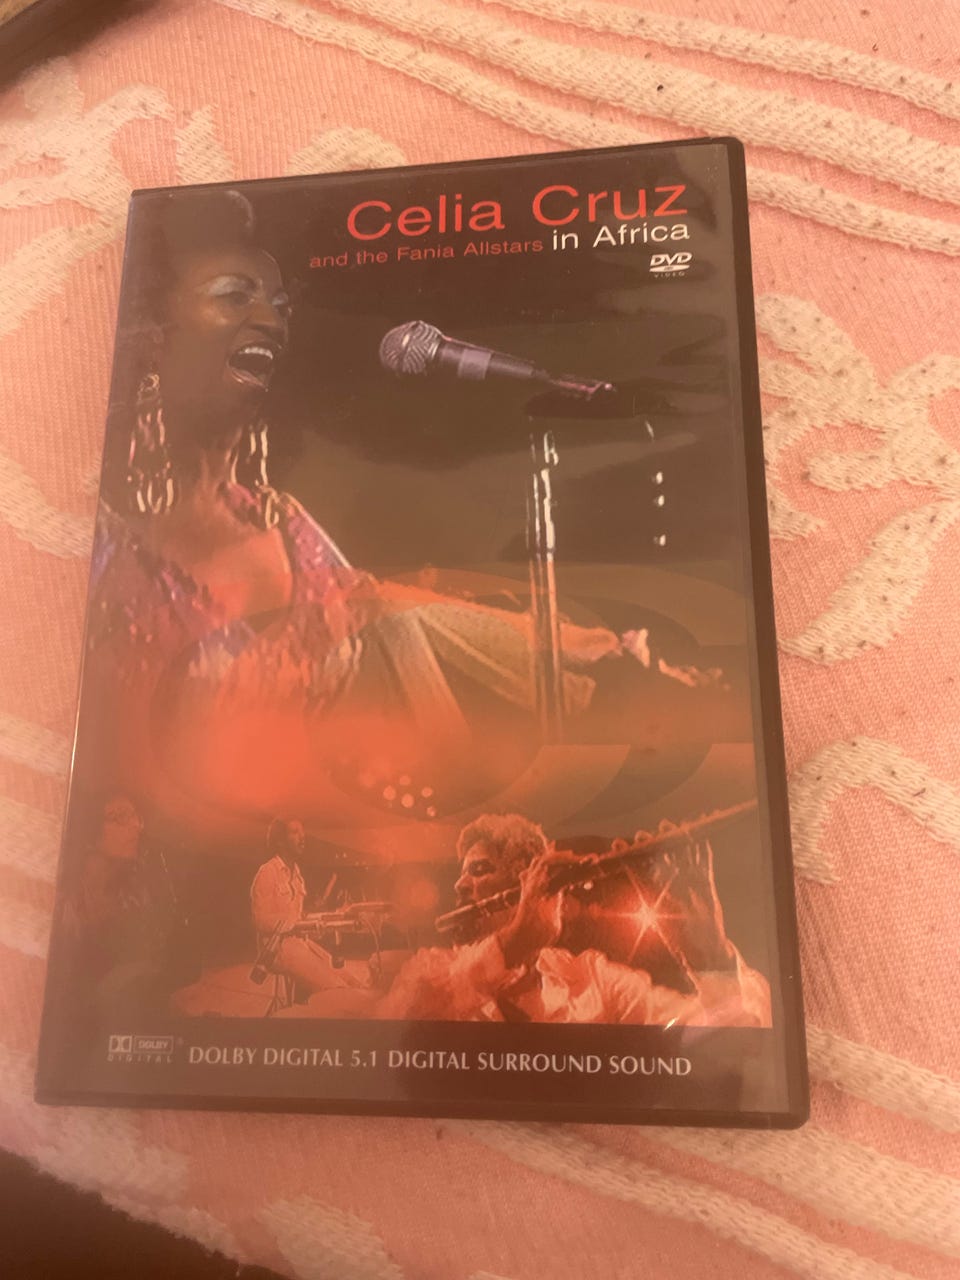 Celia Cruz
and the Fania Allstars in Africa
DVD
VIDEO
DOLBY
DIGITAL
DOLBY DIGITAL 5.1 DIGITAL SURROUND SOUND